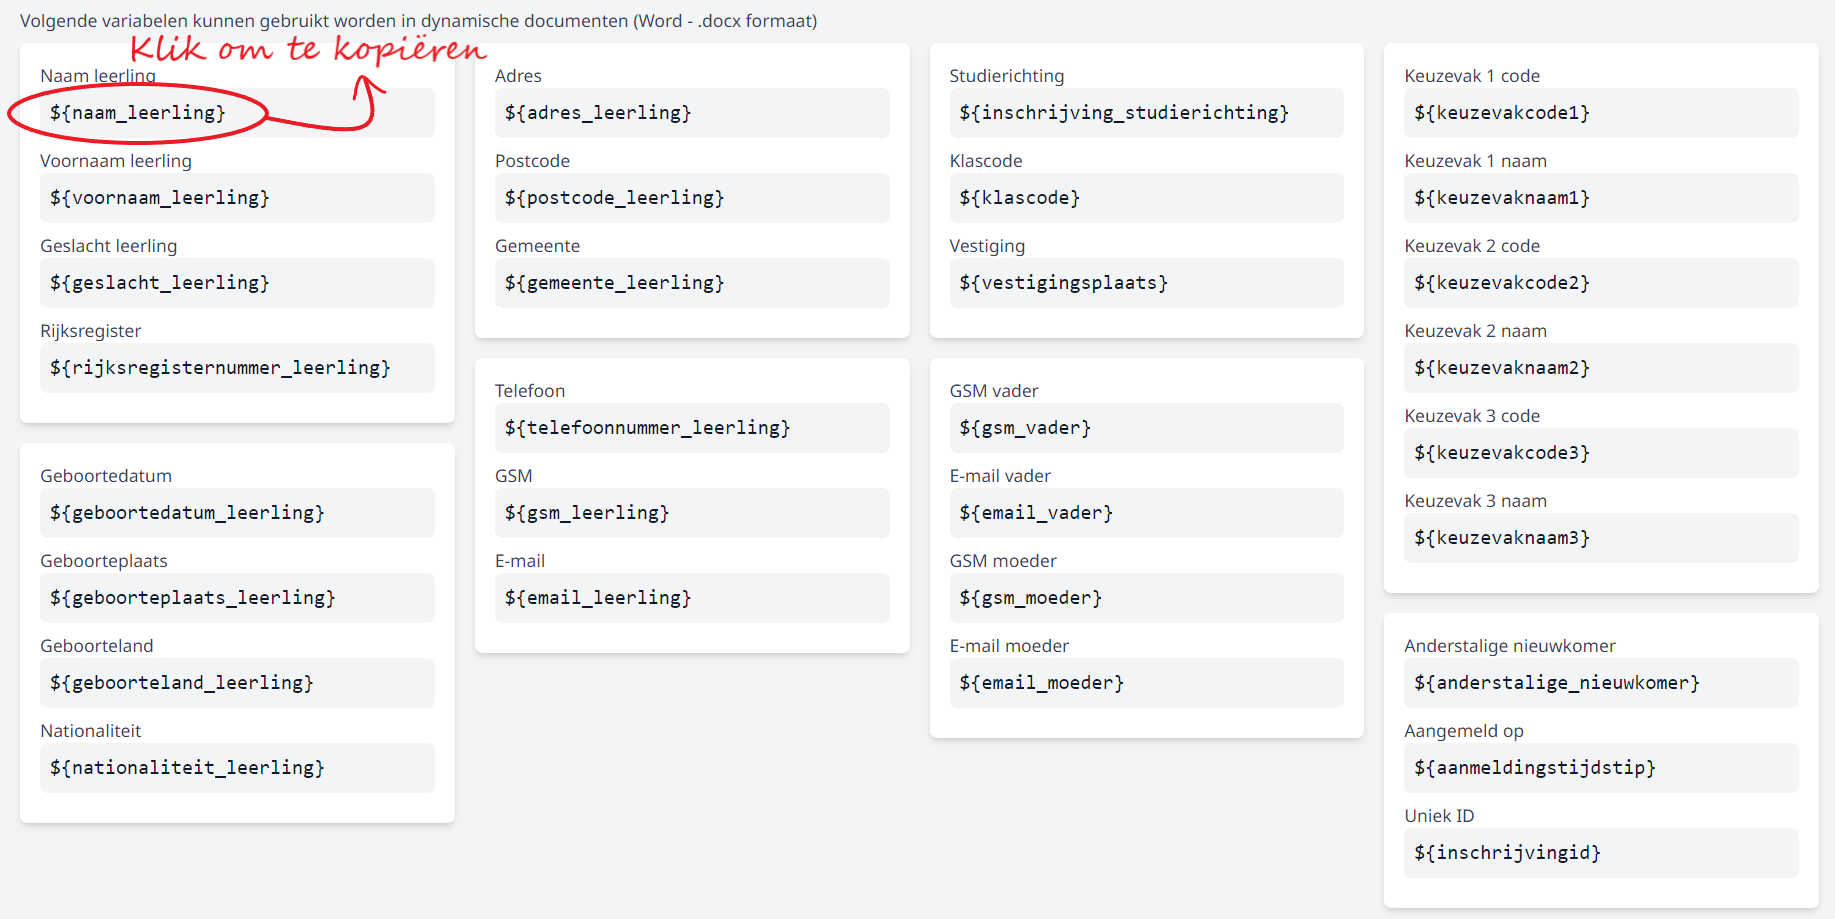 Volgende variabelen kunnen gebruikt worden in dynamische documenten (Word - .docx formaat)
Klik om te kopiëren
Naam leerling
${naam_leerling}
Voornaam leerling
${voornaam_leerling}
Geslacht leerling
${geslacht_leerling}
Rijksregister
${rijksregisternummer_leerling}
Geboortedatum
${geboortedatum_leerling}
Geboorteplaats
${geboorteplaats_leerling}
Geboorteland
${geboorteland_leerling}
Nationaliteit
${nationaliteit_leerling}
Adres
${adres_leerling}
Postcode
${postcode_leerling}
Gemeente
${gemeente_leerling}
Telefoon
${telefoonnummer_leerling}
GSM
${gsm_leerling}
E-mail
${email_leerling}
Studierichting
${inschrijving_studierichting}
Klascode
${klascode}
Vestiging
${vestigingsplaats}
GSM vader
${gsm_vader}
E-mail vader
${email_vader}
GSM moeder
${gsm_moeder}
E-mail moeder
${email_moeder}
Keuzevak 1 code
${keuzevakcode1}
Keuzevak 1 naam
${keuzevaknaam1}
Keuzevak 2 code
${keuzevakcode2}
Keuzevak 2 naam
${keuzevaknaam2}
Keuzevak 3 code
${keuzevakcode3}
Keuzevak 3 naam
${keuzevaknaam3}
Anderstalige nieuwkomer
${anderstalige_nieuwkomer}
Aangemeld op
${aanmeldingstijdstip}
Uniek ID
${inschrijvingid}